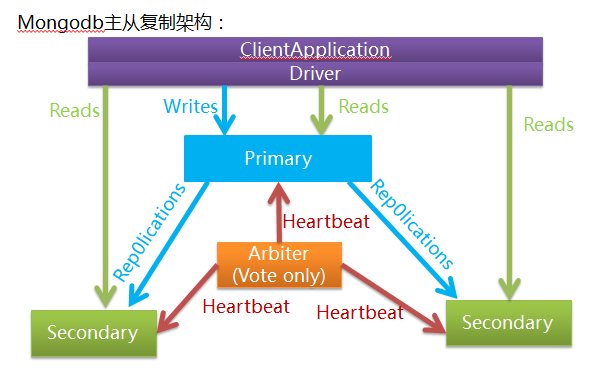 Mongodb主从复制架构：
ClientApplication
Driver
Reads
Writes
Reads
Reads
Primary
Rep0lications
Rep0lications
Heartbeat
Arbiter
(Vote only)
Heartbeat
Heartbeat
Secondary
Secondary